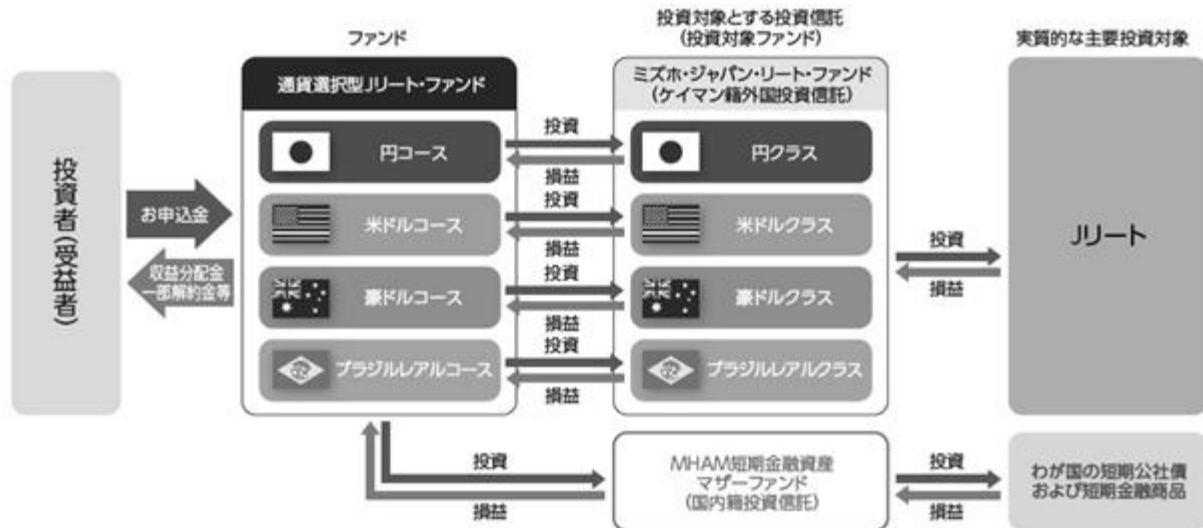 ファンド
投資対象とする投資信託
(投資対象ファンド)
実質的な主要投資対象
投資者(受益者)
お申込金
収益分配金
一部解約金等
通貨選択型Jリート・ファンド
円コース
米ドルコース
豪ドルコース
ブラジルレアルコース
投資
損益
投資
損益
投資
損益
投資
損益
ミズホ・ジャパン・リート・ファンド
(ケイマン籍外国投資信託)
円クラス
米ドルクラス
豪ドルクラス
ブラジルレアルクラス
投資
損益
Jリート
投資
損益
MHAM短期金融資産
マザーファンド
(国内籍投資信託)
投資
損益
わが国の短期公社債
および短期金融商品